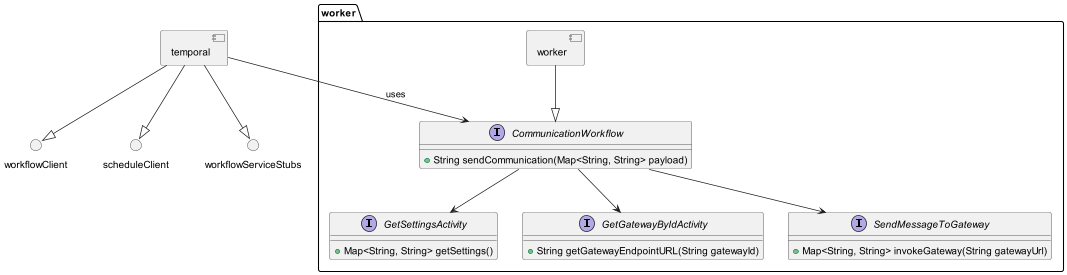 worker
temporal
worker
uses
I CommunicationWorkflow
String sendCommunication(Map<String, String> payload)
workflowClient
scheduleClient
workflowServiceStubs
I GetSettingsActivity
Map<String, String> getSettings()
I GetGatewayByIdActivity
String getGatewayEndpointURL(String gatewayId)
I SendMessageToGateway
Map<String, String> invokeGateway(String gatewayUrl)